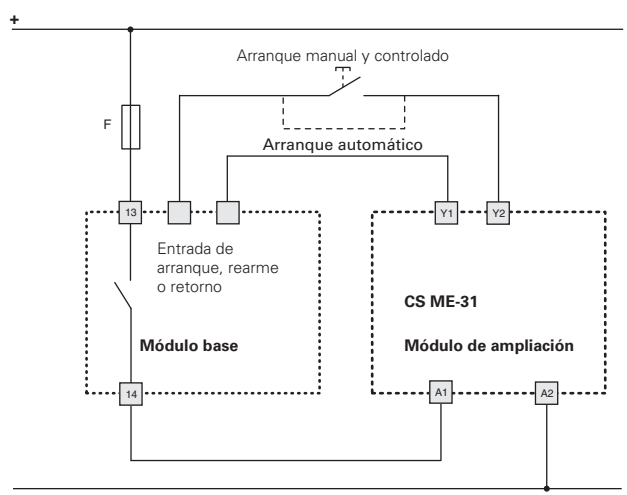 +
Arranque manual y controlado
F
Arranque automático
13
Y1
Y2
Entrada de
arranque, rearme
o retorno
CS ME-31
Módulo base
Módulo de ampliación
14
A1
A2